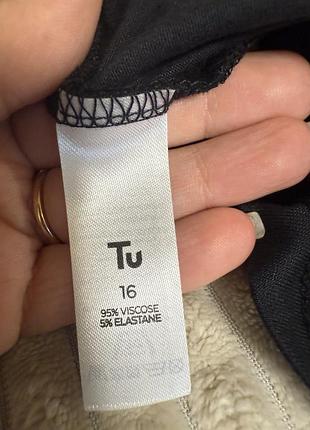 Tu
16
95% VISCOSE
5% ELASTANE